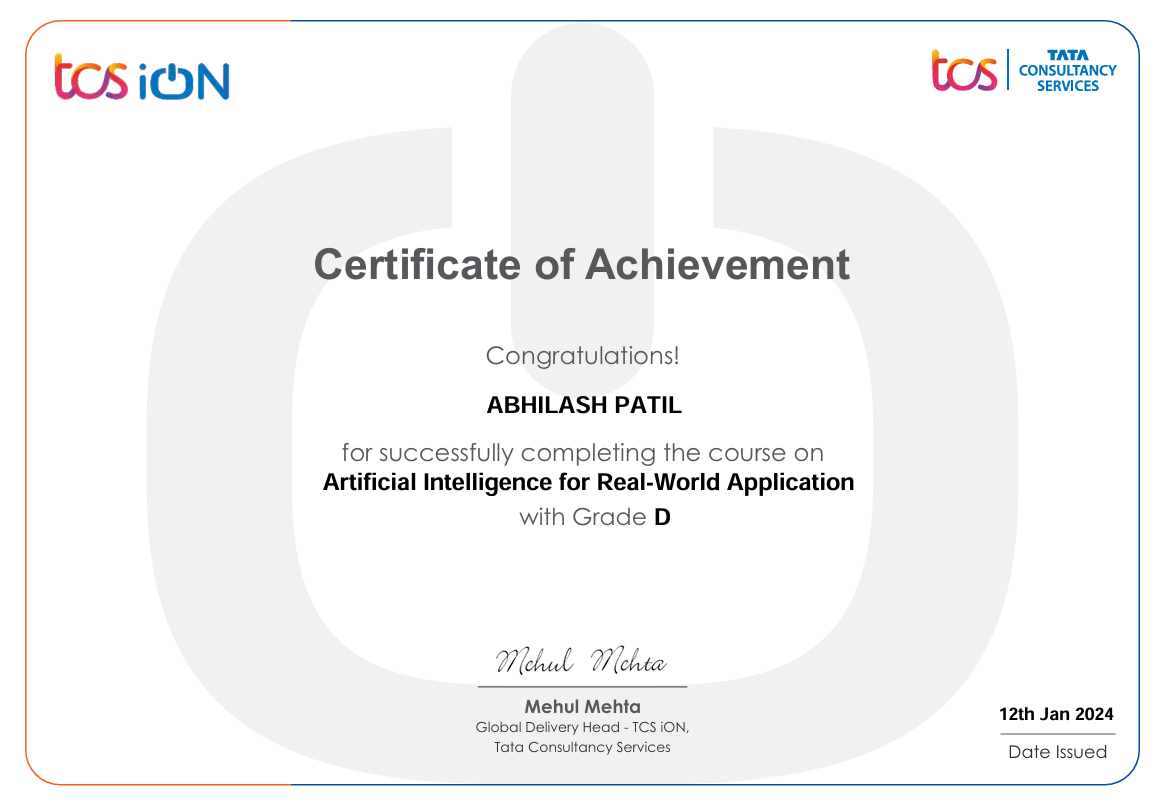 tcs iON
tcs TATA
CONSULTANCY
SERVICES
Certificate of Achievement
Congratulations!
ABHILASH PATIL
for successfully completing the course on
Artificial Intelligence for Real-World Application
with Grade D
Mehul Mehta
Mehul Mehta
Global Delivery Head - TCS iON,
Tata Consultancy Services
12th Jan 2024
Date Issued